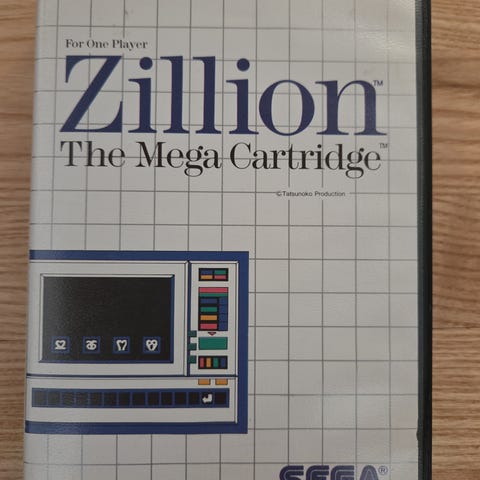 For One Player
Zillion™
The Mega Cartridge™
©Tatsunoko Production
SEGA®